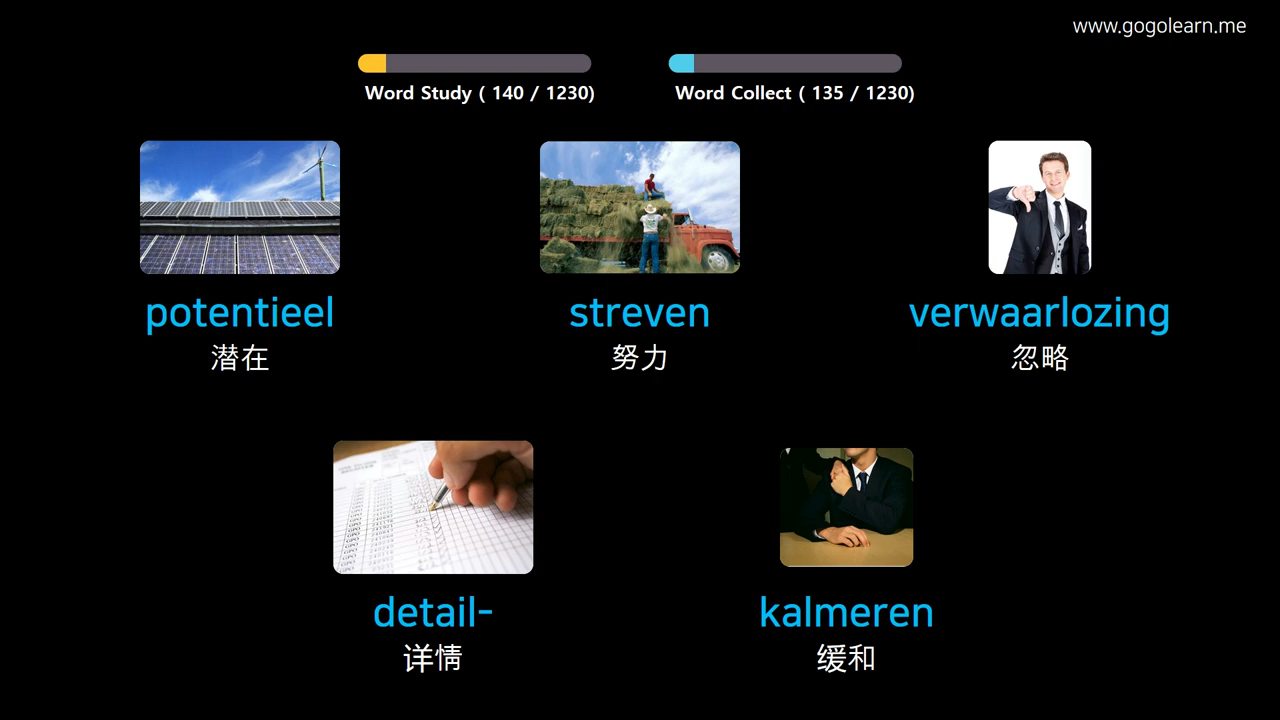 www.gogolearn.me
Word Study ( 140 / 1230)
Word Collect ( 135 / 1230)
potentieel
streven
verwaarlozing
潜在
努力
忽略
detail-
kalmeren
详情
缓和